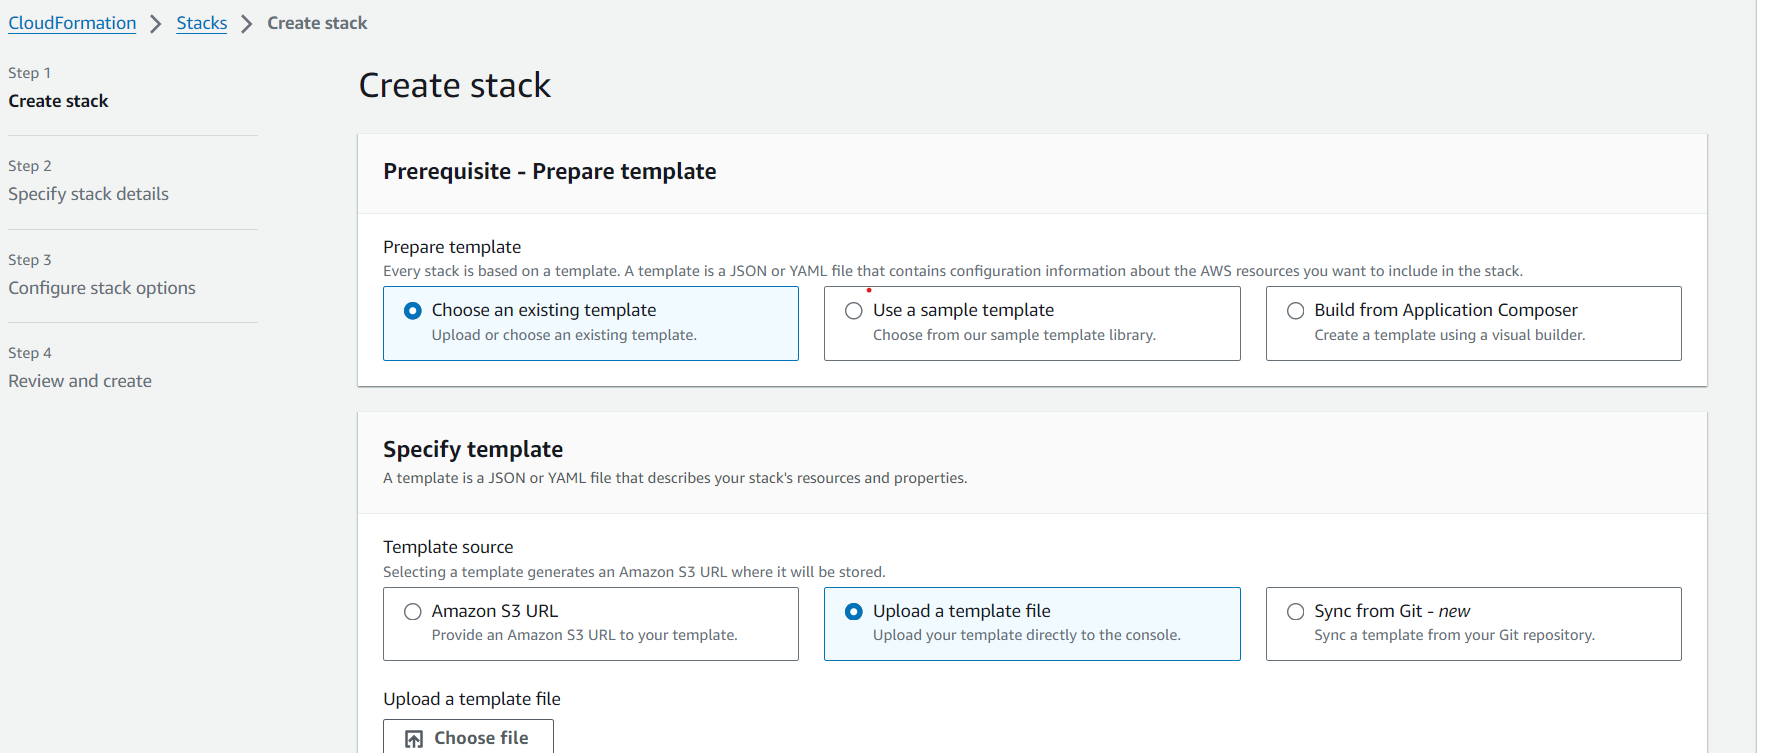 CloudFormation > Stacks > Create stack
Step 1
Create stack
Step 2
Specify stack details
Step 3
Configure stack options
Step 4
Review and create
Create stack
Prerequisite - Prepare template
Prepare template
Every stack is based on a template. A template is a JSON or YAML file that contains configuration information about the AWS resources you want to include in the stack.
Choose an existing template
Upload or choose an existing template.
Use a sample template
Choose from our sample template library.
Build from Application Composer
Create a template using a visual builder.
Specify template
A template is a JSON or YAML file that describes your stack's resources and properties.
Template source
Selecting a template generates an Amazon S3 URL where it will be stored.
Amazon S3 URL
Provide an Amazon S3 URL to your template.
Upload a template file
Upload your template directly to the console.
Sync from Git - new
Sync a template from your Git repository.
Upload a template file
Choose file